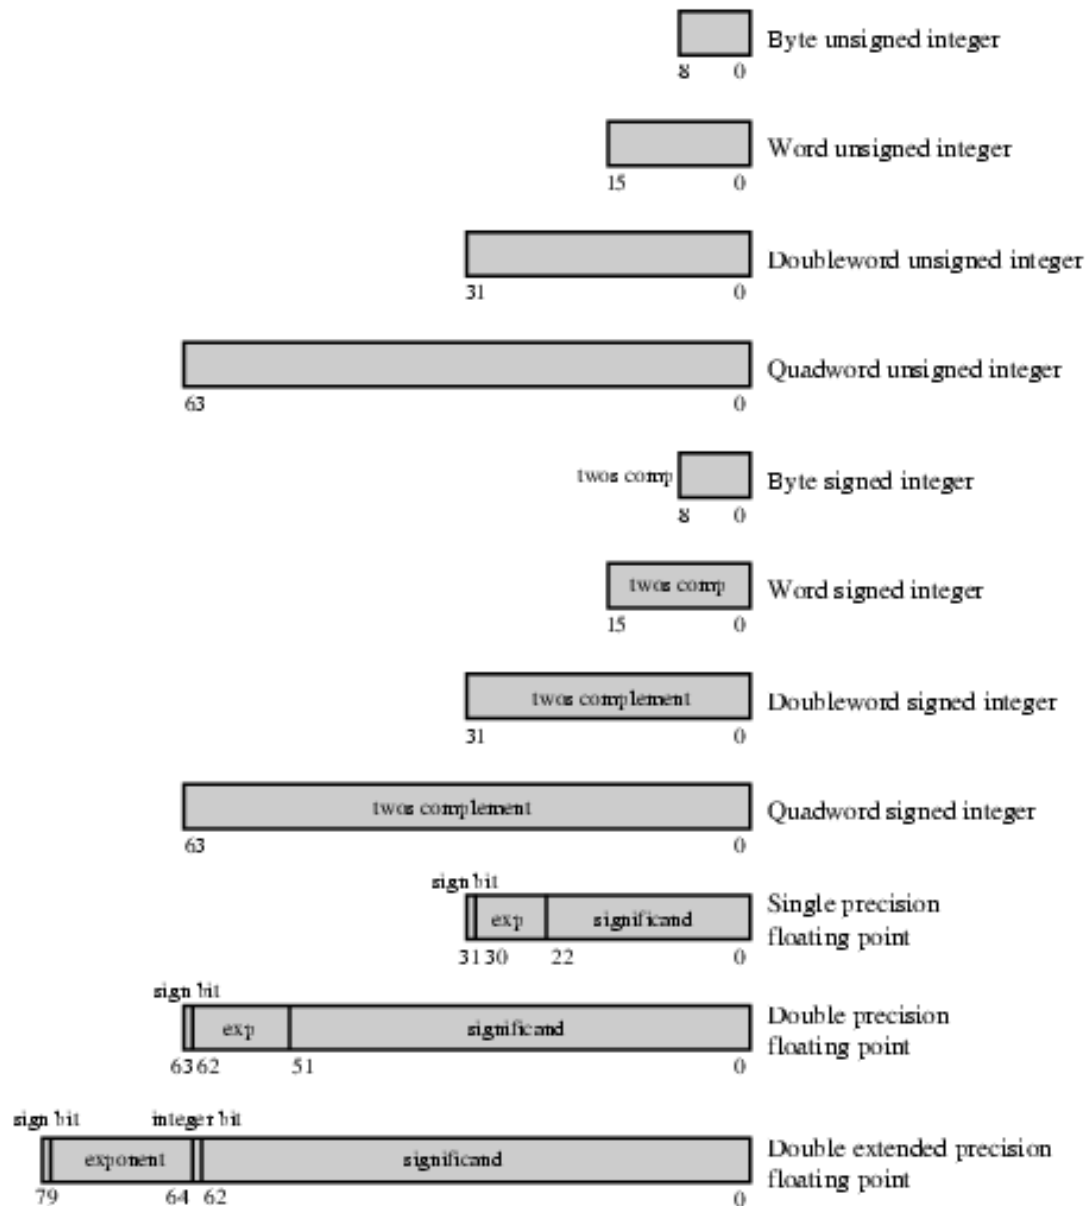 Byte unsigned integer
8 0
Word unsigned integer
15 0
Doubleword unsigned integer
31 0
Quadword unsigned integer
63 0
twos comp Byte signed integer
8 0
twos comp Word signed integer
15 0
twos complement Doubleword signed integer
31 0
twos complement Quadword signed integer
63 0
sign bit
exp significand Single precision
floating point
31 30 22 0
sign bit
exp significand Double precision
floating point
63 62 51 0
sign bit integer bit
exponent significand Double extended precision
floating point
79 64 62 0